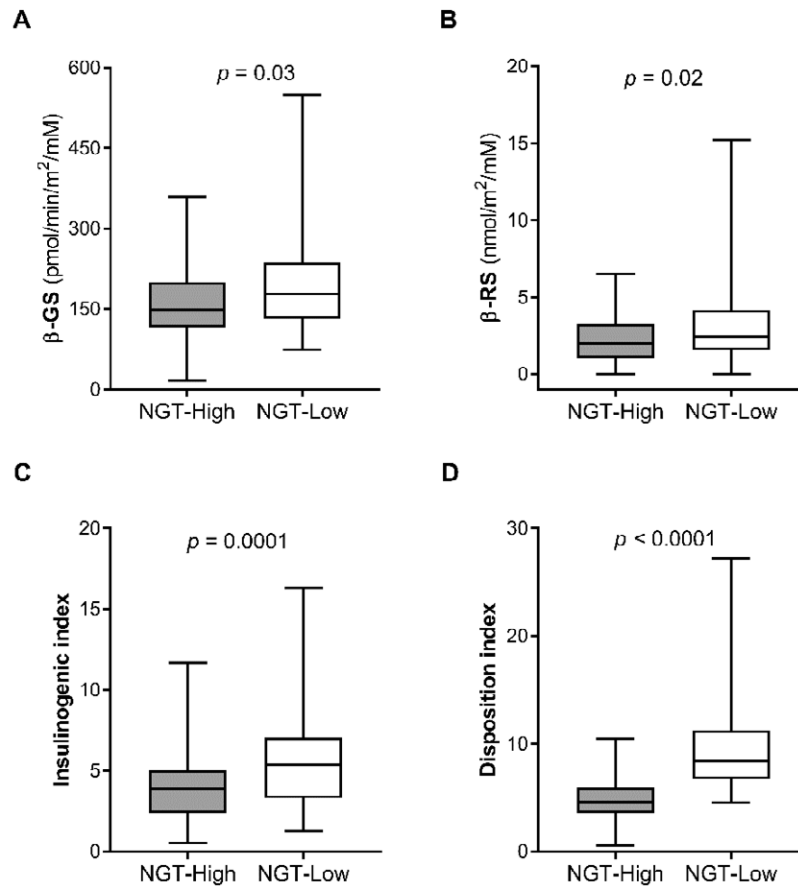 A
p = 0.03
β-GS (pmol/min/m²/mM)
600
450
300
150
0
NGT-High NGT-Low
B
p = 0.02
β-RS (nmol/m²/mM)
20
15
10
5
0
NGT-High NGT-Low
C
p = 0.0001
Insulinogenic index
20
15
10
5
0
NGT-High NGT-Low
D
p < 0.0001
Disposition index
30
20
10
0
NGT-High NGT-Low